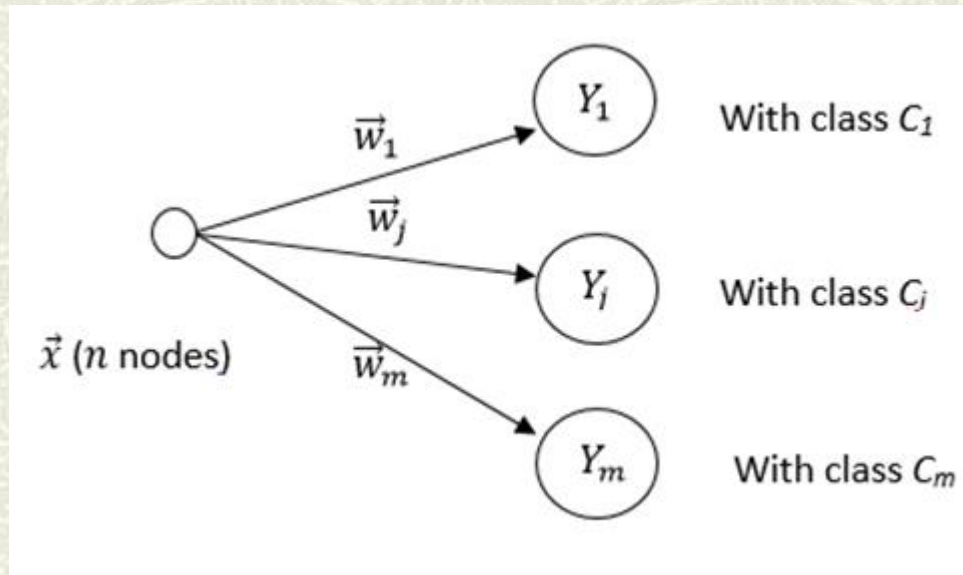 Y₁ With class C₁
w⃗₁
w⃗ⱼ
Yⱼ With class Cⱼ
x⃗ (n nodes)
w⃗ₘ
Yₘ With class Cₘ